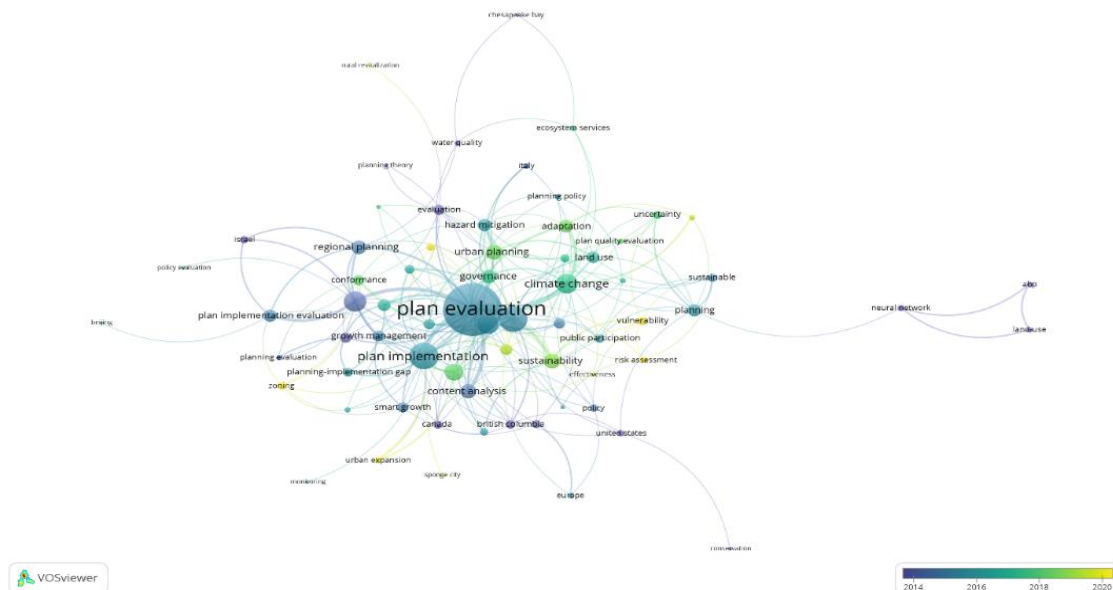 chesapeake bay
rural revitalization
ecosystem services
water quality
planning theory
italy
planning policy
evaluation
uncertainty
hazard mitigation
adaptation
israel
regional planning
urban planning
plan quality evaluation
land use
policy evaluation
governance
conformance
climate change
sustainable
abp
plan evaluation
neural network
planning
plan implementation evaluation
vulnerability
beijing
land use
growth management
public participation
plan implementation
planning evaluation
sustainability
risk assessment
planning-implementation gap
effectiveness
zoning
content analysis
smart growth
policy
canada
british columbia
united states
urban expansion
sponge city
monitoring
europe
conservation
VOSviewer
2014 2016 2018 2020